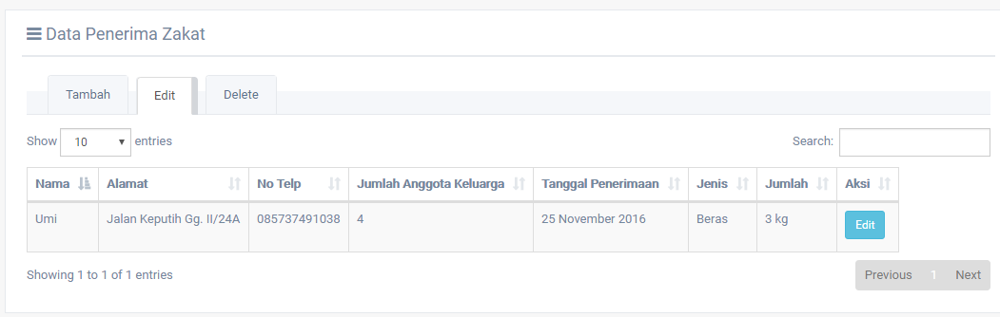 Data Penerima Zakat
Tambah Edit Delete
Show 10 entries Search:
Nama Alamat No Telp Jumlah Anggota Keluarga Tanggal Penerimaan Jenis Jumlah Aksi
Umi Jalan Keputih Gg. II/24A 085737491038 4 25 November 2016 Beras 3 kg Edit
Showing 1 to 1 of 1 entries Previous 1 Next